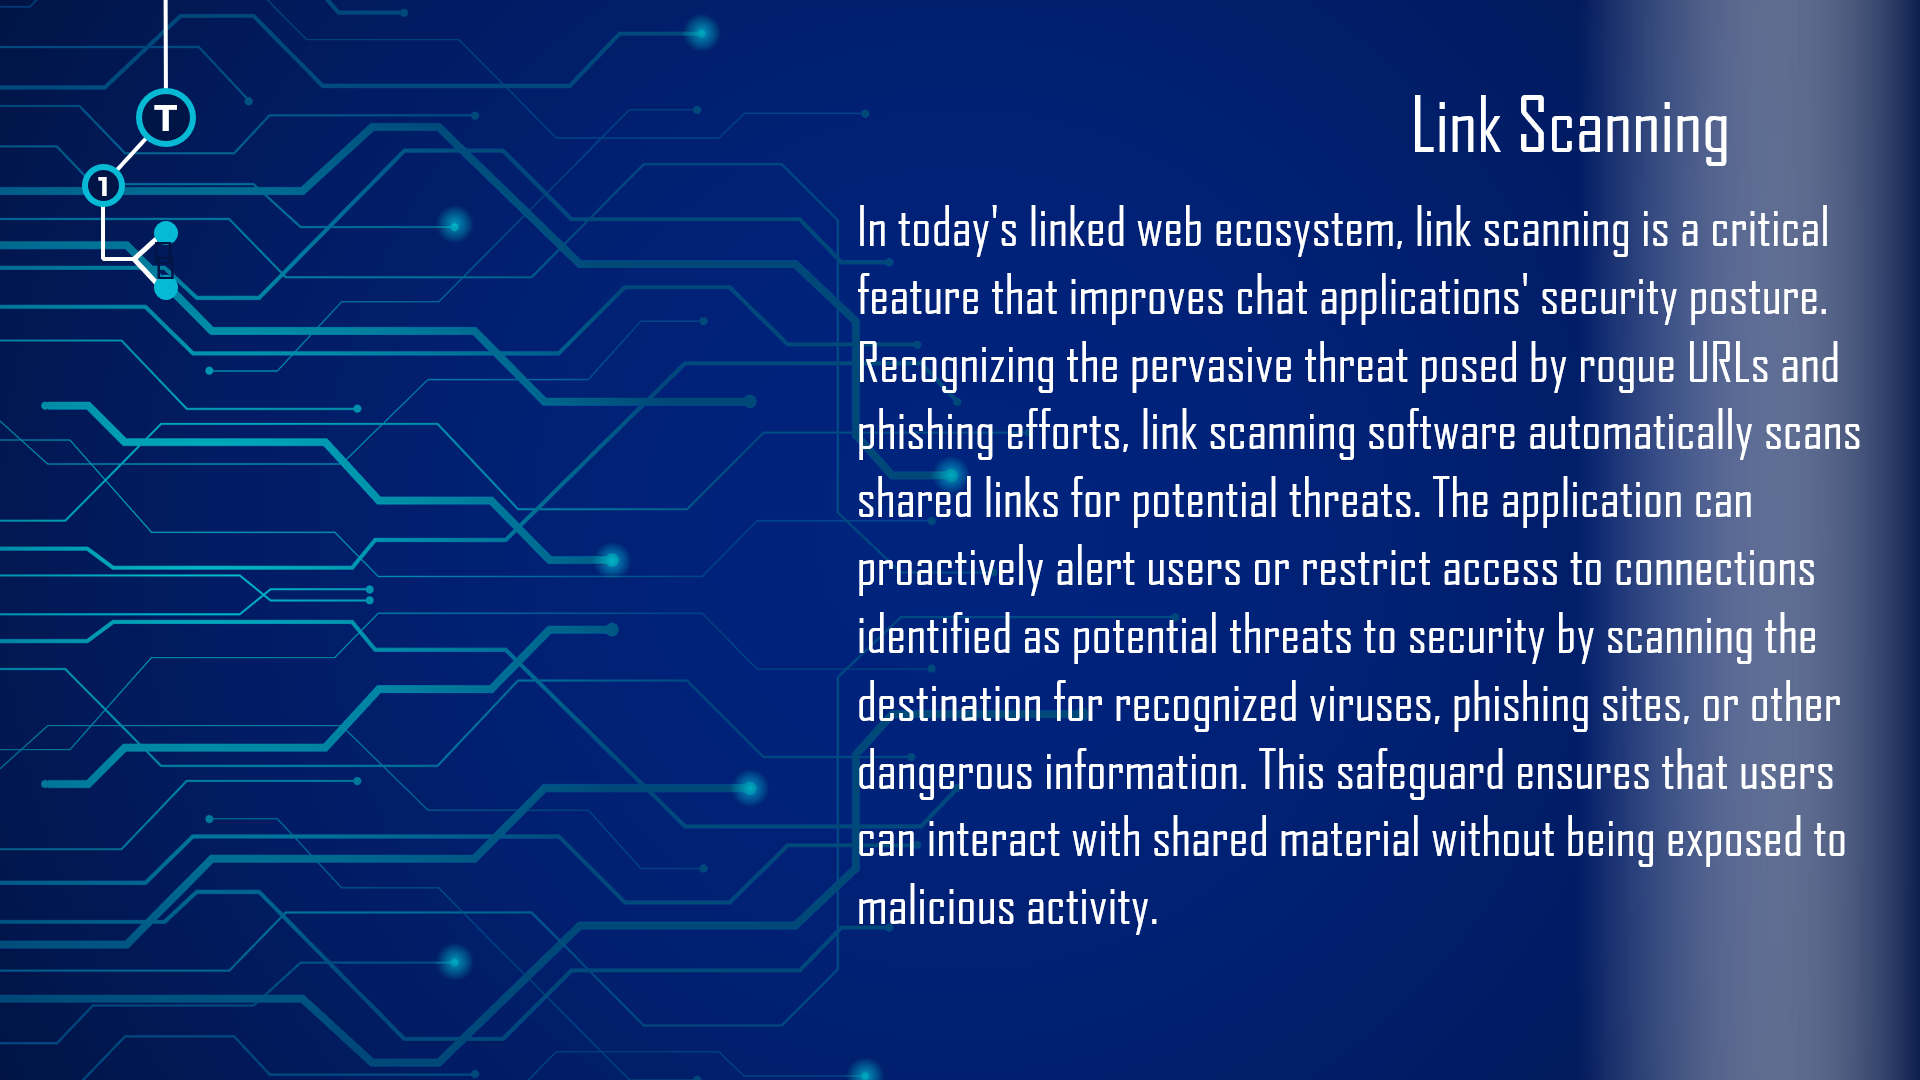 T
1
Link Scanning
In today's linked web ecosystem, link scanning is a critical
feature that improves chat applications' security posture.
Recognizing the pervasive threat posed by rogue URLs and
phishing efforts, link scanning software automatically scans
shared links for potential threats. The application can
proactively alert users or restrict access to connections
identified as potential threats to security by scanning the
destination for recognized viruses, phishing sites, or other
dangerous information. This safeguard ensures that users
can interact with shared material without being exposed to
malicious activity.